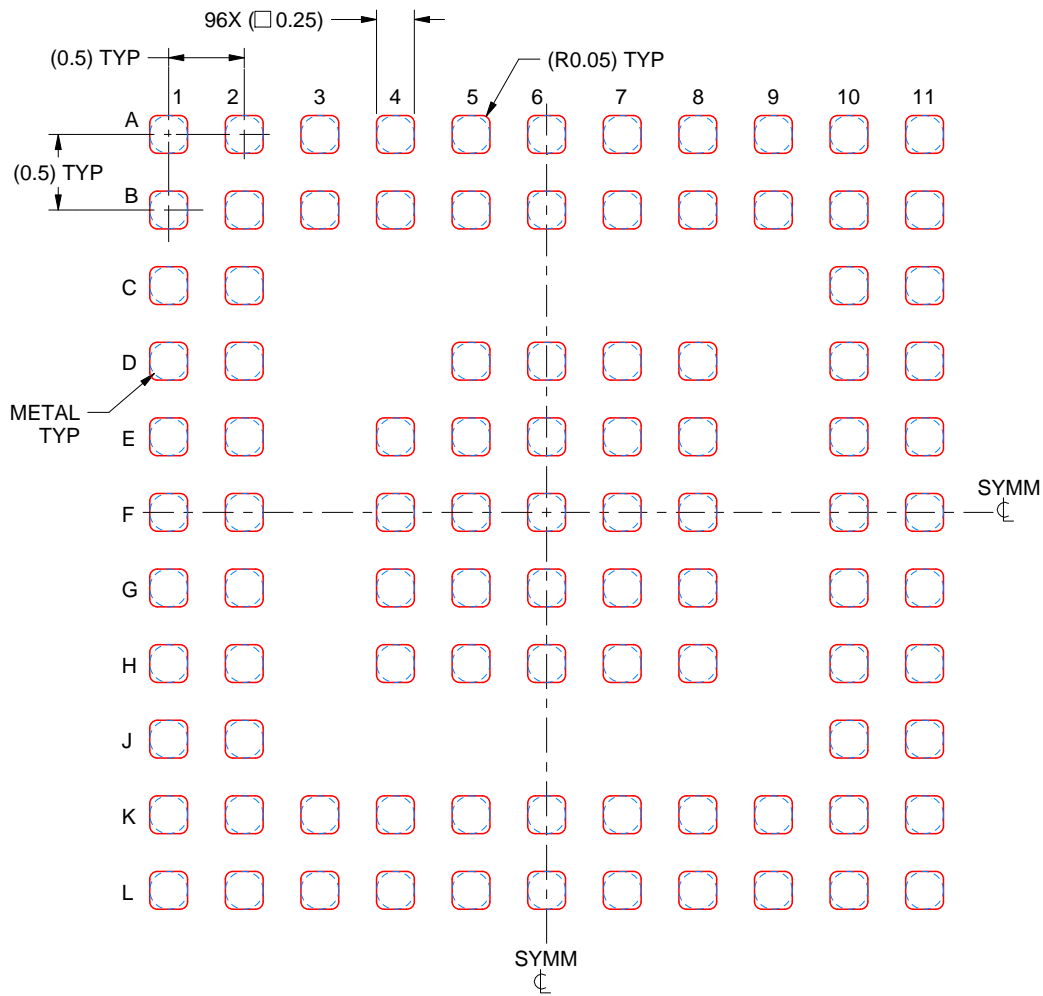 96X (□ 0.25)
(0.5) TYP
(R0.05) TYP
1 2 3 4 5 6 7 8 9 10 11
A
(0.5) TYP
B
C
D
METAL
TYP
E
SYMM
℄
F
G
H
J
K
L
SYMM
℄